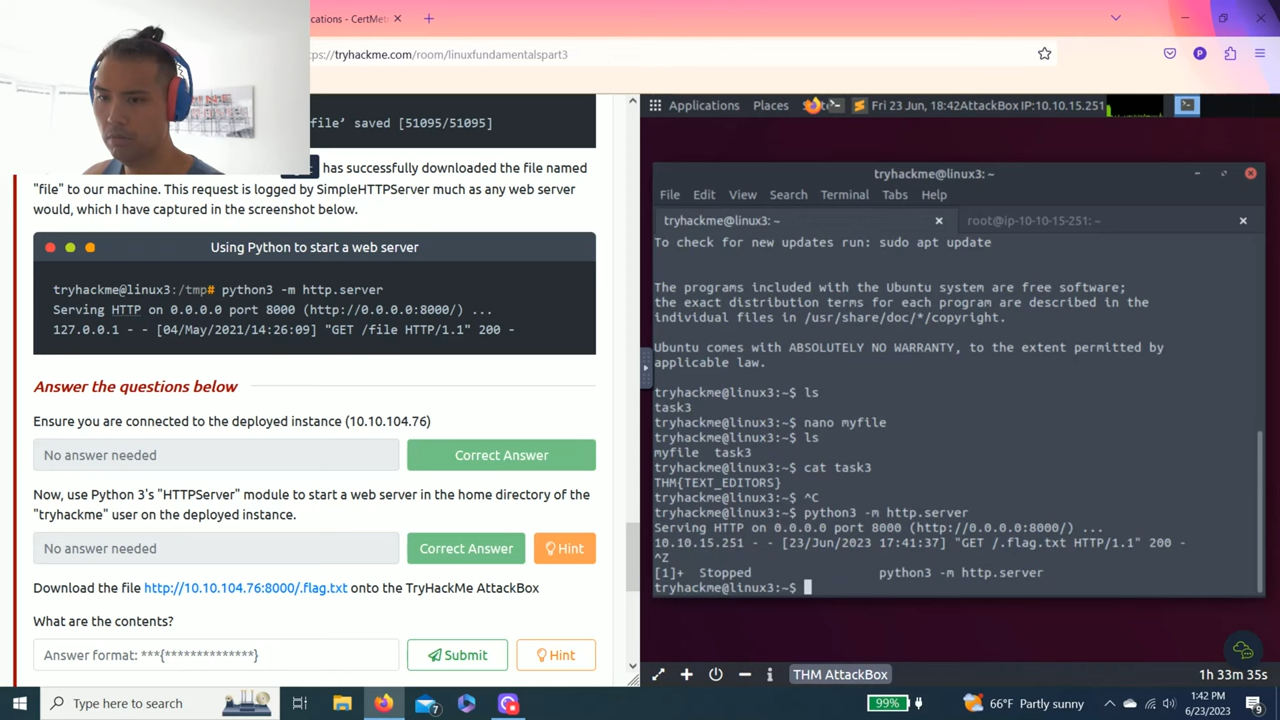 ications - CertMet
tps://tryhackme.com/room/linuxfundamentalspart3
file’ saved [51095/51095]
has successfully downloaded the file named
"file" to our machine. This request is logged by SimpleHTTPServer much as any web server
would, which I have captured in the screenshot below.
Using Python to start a web server
tryhackme@linux3:/tmp# python3 -m http.server
Serving HTTP on 0.0.0.0 port 8000 (http://0.0.0.0:8000/) ...
127.0.0.1 - - [04/May/2021/14:26:09] "GET /file HTTP/1.1" 200 -
Answer the questions below
Ensure you are connected to the deployed instance (10.10.104.76)
No answer needed
Correct Answer
Now, use Python 3's "HTTPServer" module to start a web server in the home directory of the
"tryhackme" user on the deployed instance.
No answer needed
Correct Answer
Hint
Download the file http://10.10.104.76:8000/.flag.txt onto the TryHackMe AttackBox
What are the contents?
Answer format: ***{**************}
Submit
Hint
Applications Places Fri 23 Jun, 18:42 AttackBox IP:10.10.15.251
tryhackme@linux3: ~
File Edit View Search Terminal Tabs Help
tryhackme@linux3: ~
root@ip-10-10-15-251: ~
To check for new updates run: sudo apt update
The programs included with the Ubuntu system are free software;
the exact distribution terms for each program are described in the
individual files in /usr/share/doc/*/copyright.
Ubuntu comes with ABSOLUTELY NO WARRANTY, to the extent permitted by
applicable law.
tryhackme@linux3:~$ ls
task3
tryhackme@linux3:~$ nano myfile
tryhackme@linux3:~$ ls
myfile task3
tryhackme@linux3:~$ cat task3
THM{TEXT_EDITORS}
tryhackme@linux3:~$ ^C
tryhackme@linux3:~$ python3 -m http.server
Serving HTTP on 0.0.0.0 port 8000 (http://0.0.0.0:8000/) ...
10.10.15.251 - - [23/Jun/2023 17:41:37] "GET /.flag.txt HTTP/1.1" 200 -
^Z
[1]+ Stopped python3 -m http.server
tryhackme@linux3:~$
THM AttackBox
1h 33m 35s
Type here to search
7
99%
66°F Partly sunny
1:42 PM
6/23/2023
9